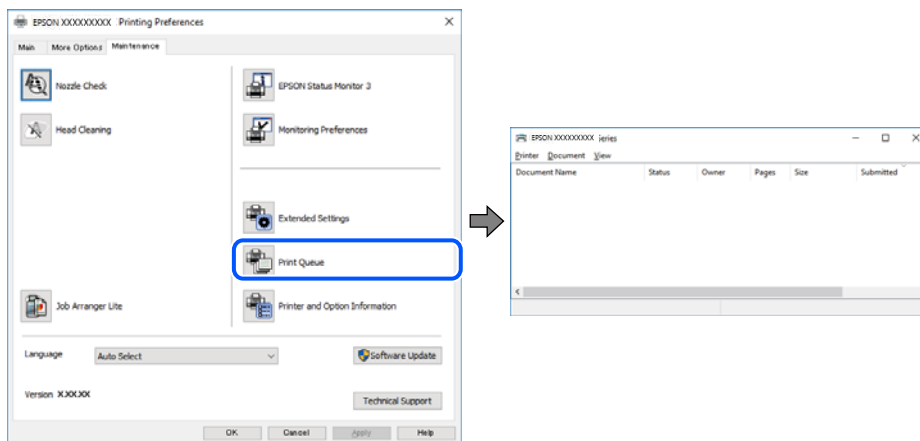 EPSON XXXXXXXXX Printing Preferences
Main More Options Maintenance
Nozzle Check
Head Cleaning
Job Arranger Lite
EPSON Status Monitor 3
Monitoring Preferences
Extended Settings
Print Queue
Printer and Option Information
Language Auto Select
Software Update
Version X.XX.XX
Technical Support
OK Cancel Apply Help
EPSON XXXXXXXXX ieries
Printer Document View
Document Name Status Owner Pages Size Submitted